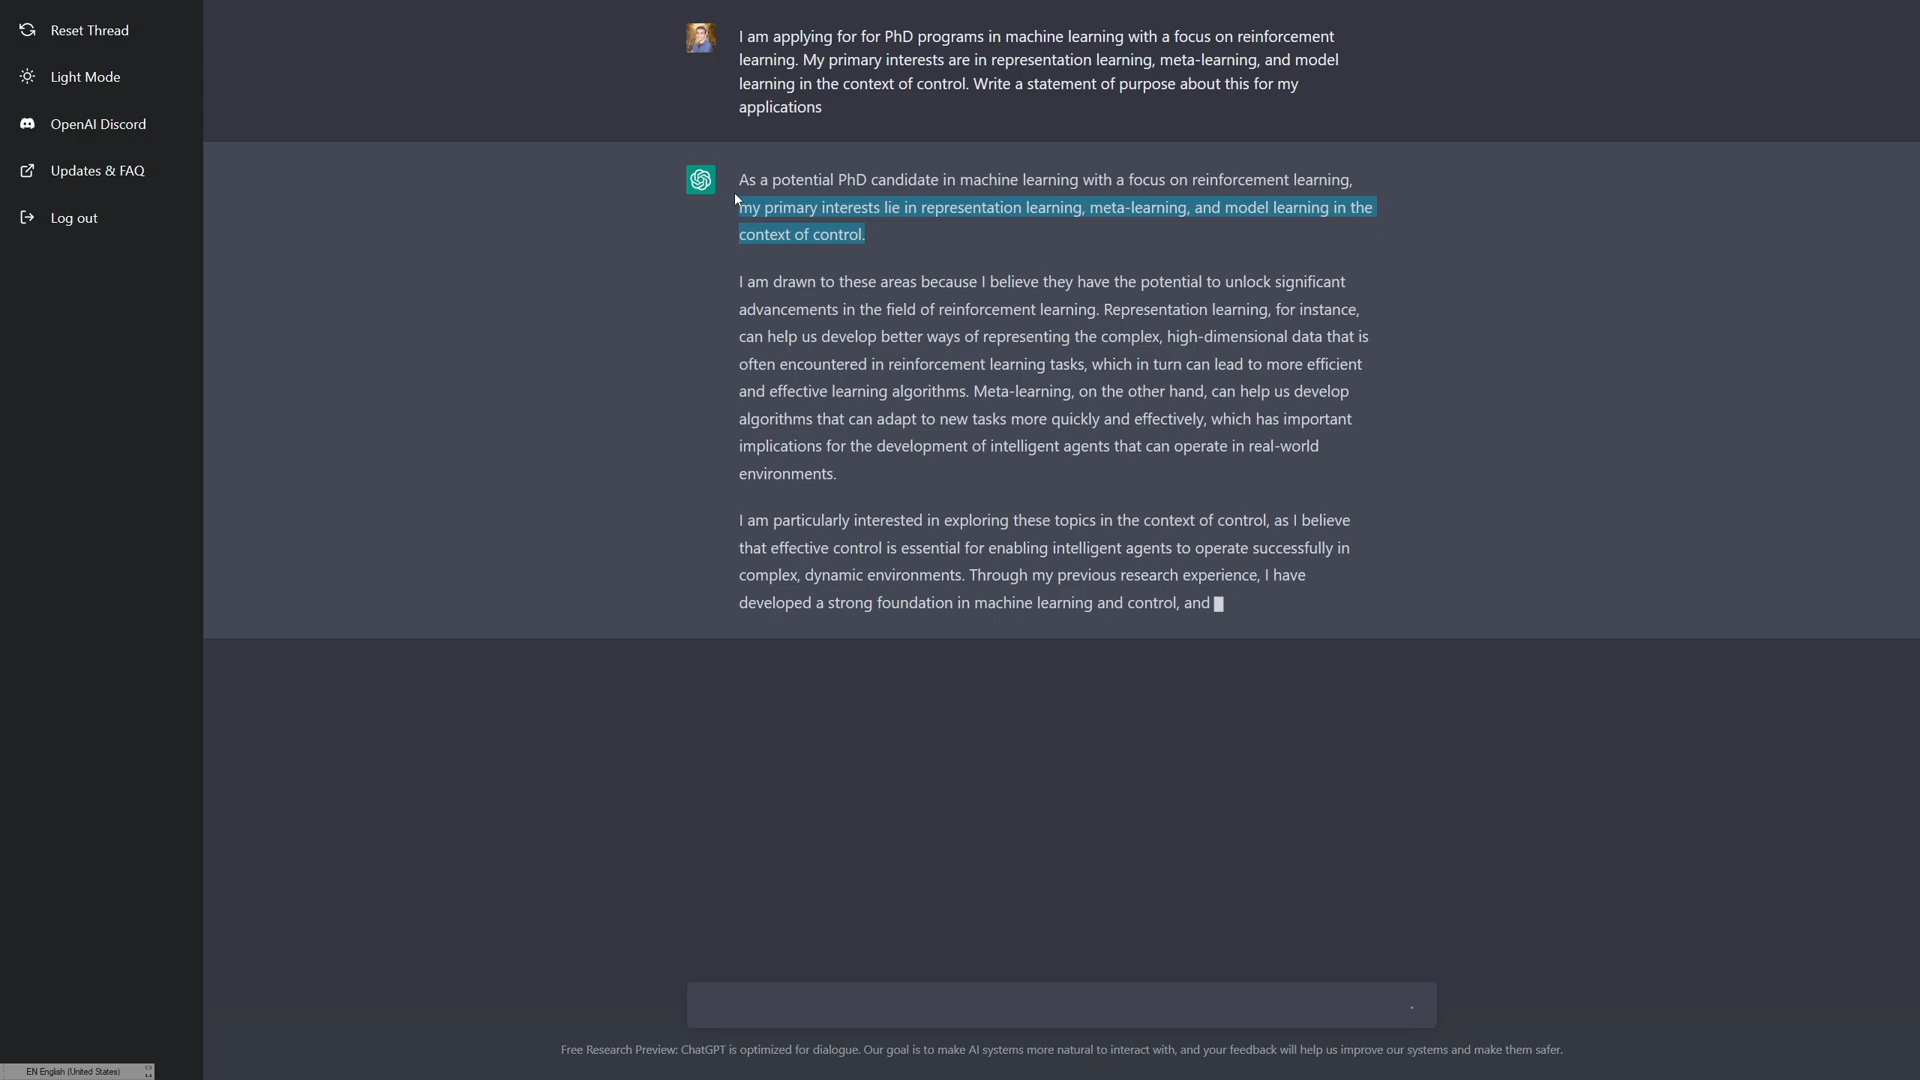 Reset Thread
Light Mode
OpenAI Discord
Updates & FAQ
Log out
I am applying for for PhD programs in machine learning with a focus on reinforcement
learning. My primary interests are in representation learning, meta-learning, and model
learning in the context of control. Write a statement of purpose about this for my
applications
As a potential PhD candidate in machine learning with a focus on reinforcement learning,
my primary interests lie in representation learning, meta-learning, and model learning in the
context of control.
I am drawn to these areas because I believe they have the potential to unlock significant
advancements in the field of reinforcement learning. Representation learning, for instance,
can help us develop better ways of representing the complex, high-dimensional data that is
often encountered in reinforcement learning tasks, which in turn can lead to more efficient
and effective learning algorithms. Meta-learning, on the other hand, can help us develop
algorithms that can adapt to new tasks more quickly and effectively, which has important
implications for the development of intelligent agents that can operate in real-world
environments.
I am particularly interested in exploring these topics in the context of control, as I believe
that effective control is essential for enabling intelligent agents to operate successfully in
complex, dynamic environments. Through my previous research experience, I have
developed a strong foundation in machine learning and control, and
Free Research Preview: ChatGPT is optimized for dialogue. Our goal is to make AI systems more natural to interact with, and your feedback will help us improve our systems and make them safer.
EN English (United States)